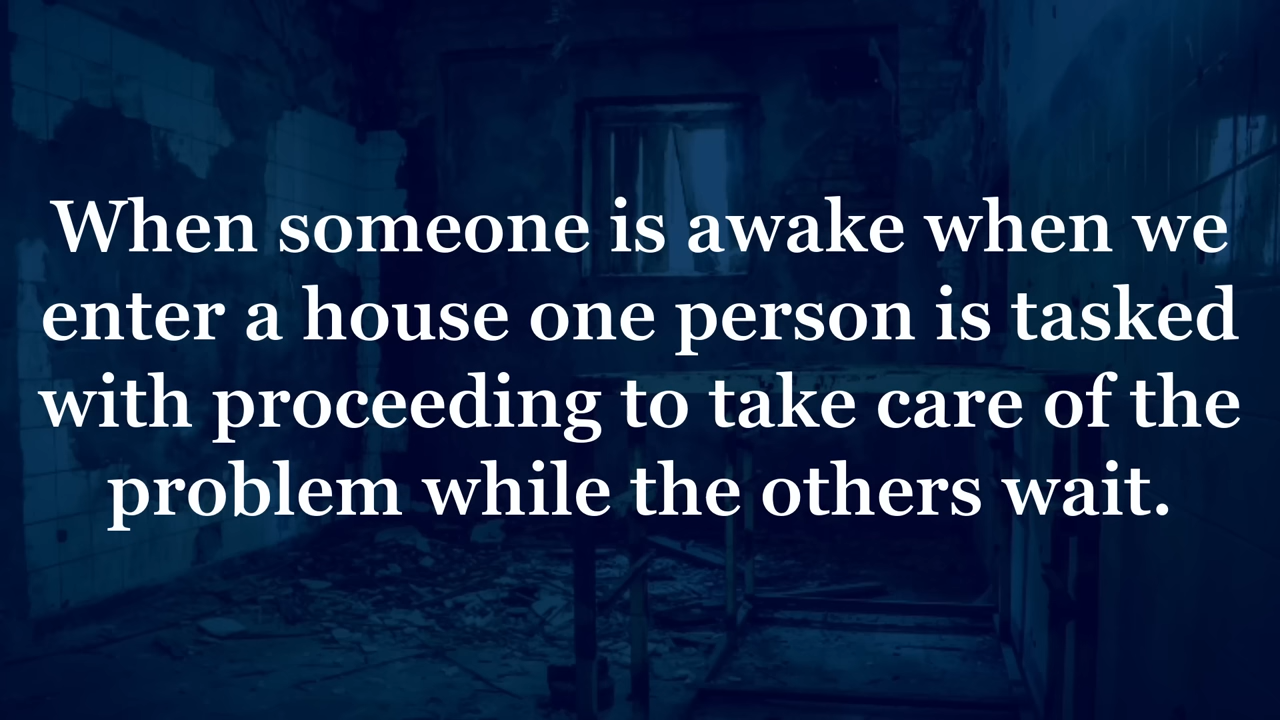 When someone is awake when we
enter a house one person is tasked
with proceeding to take care of the
problem while the others wait.